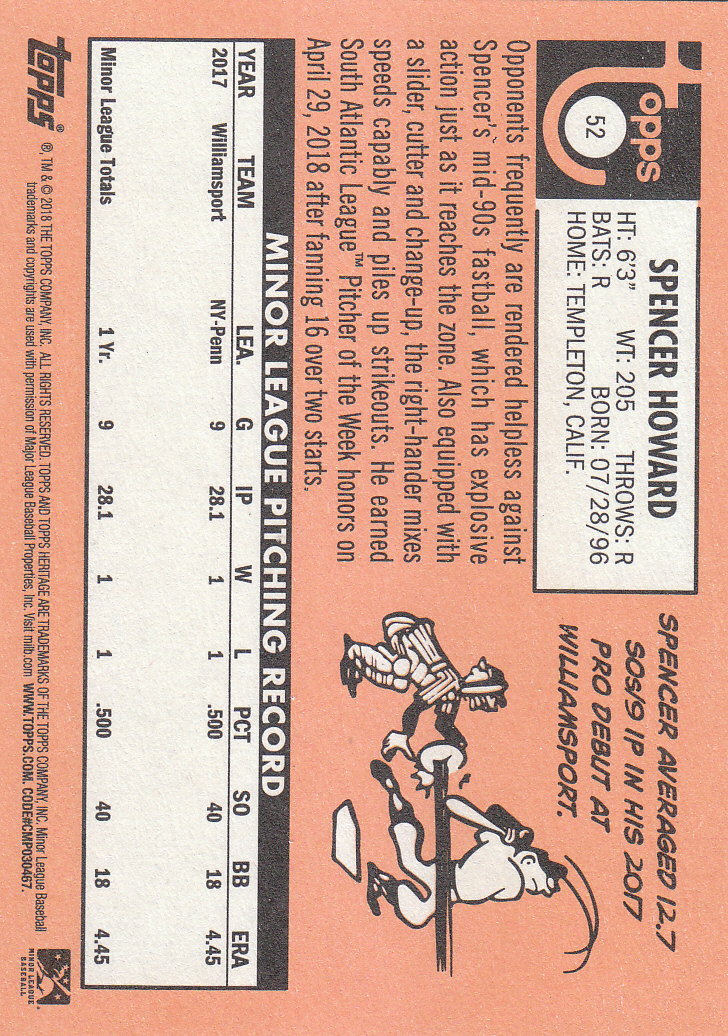 topps
52
SPENCER HOWARD
HT: 6'3" WT: 205 THROWS: R
BATS: R BORN: 07/28/96
HOME: TEMPLETON, CALIF.
Opponents frequently are rendered helpless against
Spencer's mid-90s fastball, which has explosive
action just as it reaches the zone. Also equipped with
a slider, cutter and change-up, the right-hander mixes
speeds capably and piles up strikeouts. He earned
South Atlantic League™ Pitcher of the Week honors on
April 29, 2018 after fanning 16 over two starts.
SPENCER AVERAGED 12.7
SOS/9 IP IN HIS 2017
PRO DEBUT AT
WILLIAMSPORT.
MINOR LEAGUE PITCHING RECORD
YEAR TEAM LEA. G IP W L PCT SO BB ERA
2017 Williamsport NY-Penn 9 28.1 1 1 .500 40 18 4.45
Minor League Totals 1 Yr. 9 28.1 1 1 .500 40 18 4.45
topps®
®, TM & © 2018 THE TOPPS COMPANY, INC. ALL RIGHTS RESERVED. TOPPS AND TOPPS HERITAGE ARE TRADEMARKS OF THE TOPPS COMPANY, INC. Minor League Baseball
trademarks and copyrights are used with permission of Major League Baseball Properties, Inc. Visit milb.com WWW.TOPPS.COM. CODE#CMP030467.
MINOR LEAGUE
BASEBALL